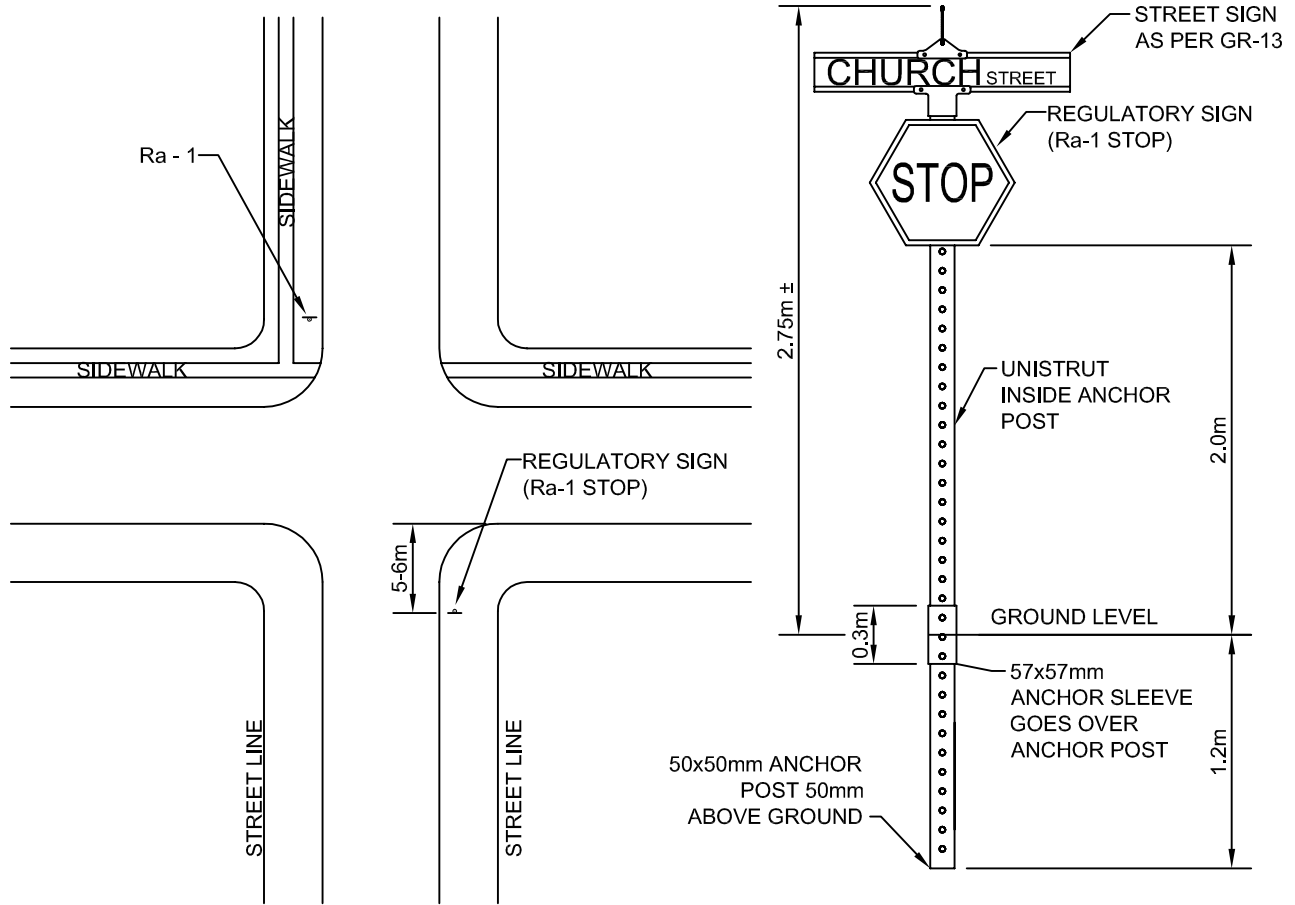 Ra - 1
SIDEWALK
SIDEWALK
SIDEWALK
REGULATORY SIGN
(Ra-1 STOP)
5-6m
STREET LINE
STREET LINE
STREET SIGN
AS PER GR-13
CHURCH STREET
REGULATORY SIGN
(Ra-1 STOP)
STOP
2.75m ±
UNISTRUT
INSIDE ANCHOR
POST
2.0m
GROUND LEVEL
0.3m
57x57mm
ANCHOR SLEEVE
GOES OVER
ANCHOR POST
1.2m
50x50mm ANCHOR
POST 50mm
ABOVE GROUND